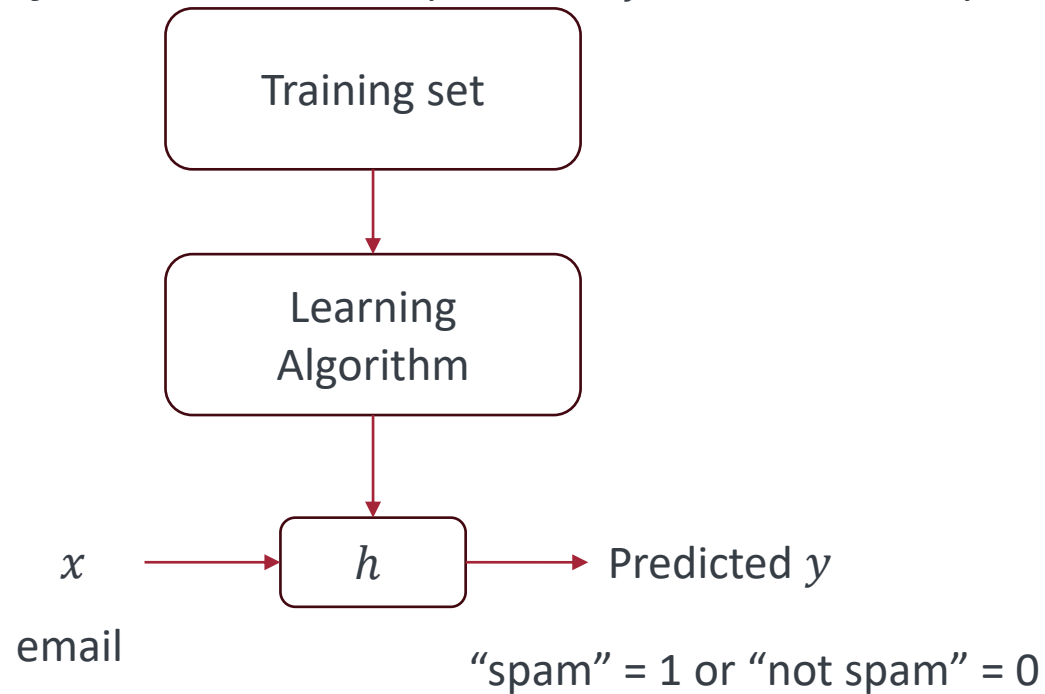 Training set
Learning
Algorithm
x
h
Predicted y
email
“spam” = 1 or “not spam” = 0